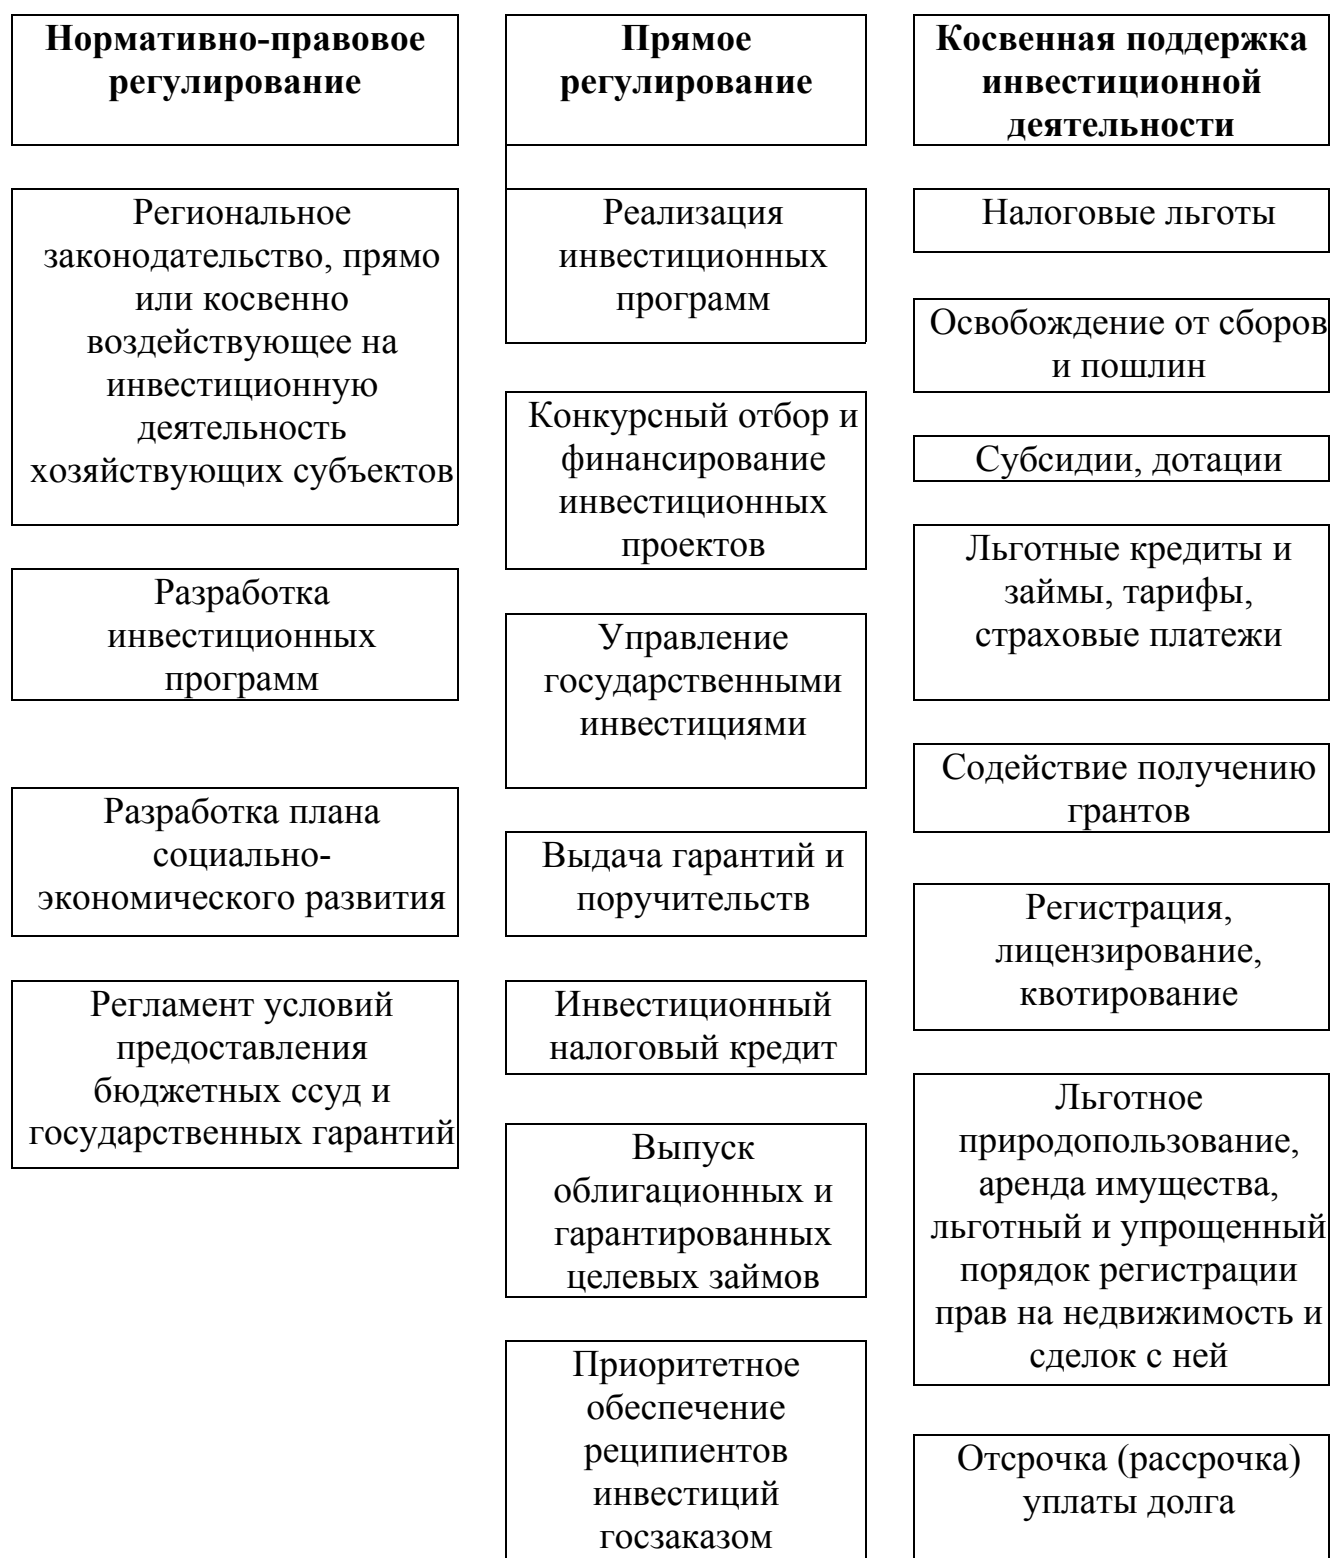 Нормативно-правовое
регулирование
Региональное
законодательство, прямо
или косвенно
воздействующее на
инвестиционную
деятельность
хозяйствующих субъектов
Разработка
инвестиционных
программ
Разработка плана
социально-
экономического развития
Регламент условий
предоставления
бюджетных ссуд и
государственных гарантий
Прямое
регулирование
Реализация
инвестиционных
программ
Конкурсный отбор и
финансирование
инвестиционных
проектов
Управление
государственными
инвестициями
Выдача гарантий и
поручительств
Инвестиционный
налоговый кредит
Выпуск
облигационных и
гарантированных
целевых займов
Приоритетное
обеспечение
реципиентов
инвестиций
госзаказом
Косвенная поддержка
инвестиционной
деятельности
Налоговые льготы
Освобождение от сборов
и пошлин
Субсидии, дотации
Льготные кредиты и
займы, тарифы,
страховые платежи
Содействие получению
грантов
Регистрация,
лицензирование,
квотирование
Льготное
природопользование,
аренда имущества,
льготный и упрощенный
порядок регистрации
прав на недвижимость и
сделок с ней
Отсрочка (рассрочка)
уплаты долга